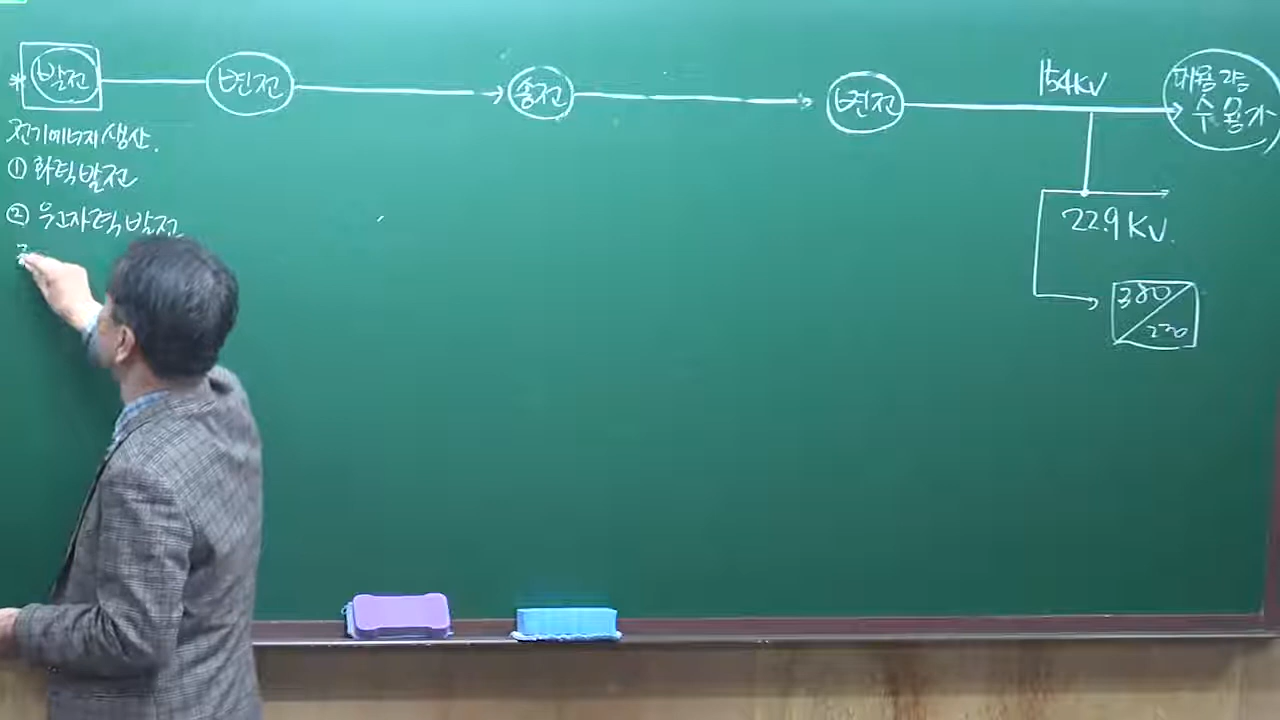 * 발전 변전 송전 변전 154KV 대용량 수용가
전기에너지생산.
① 화력발전
② 원자력발전
22.9KV.
380/220